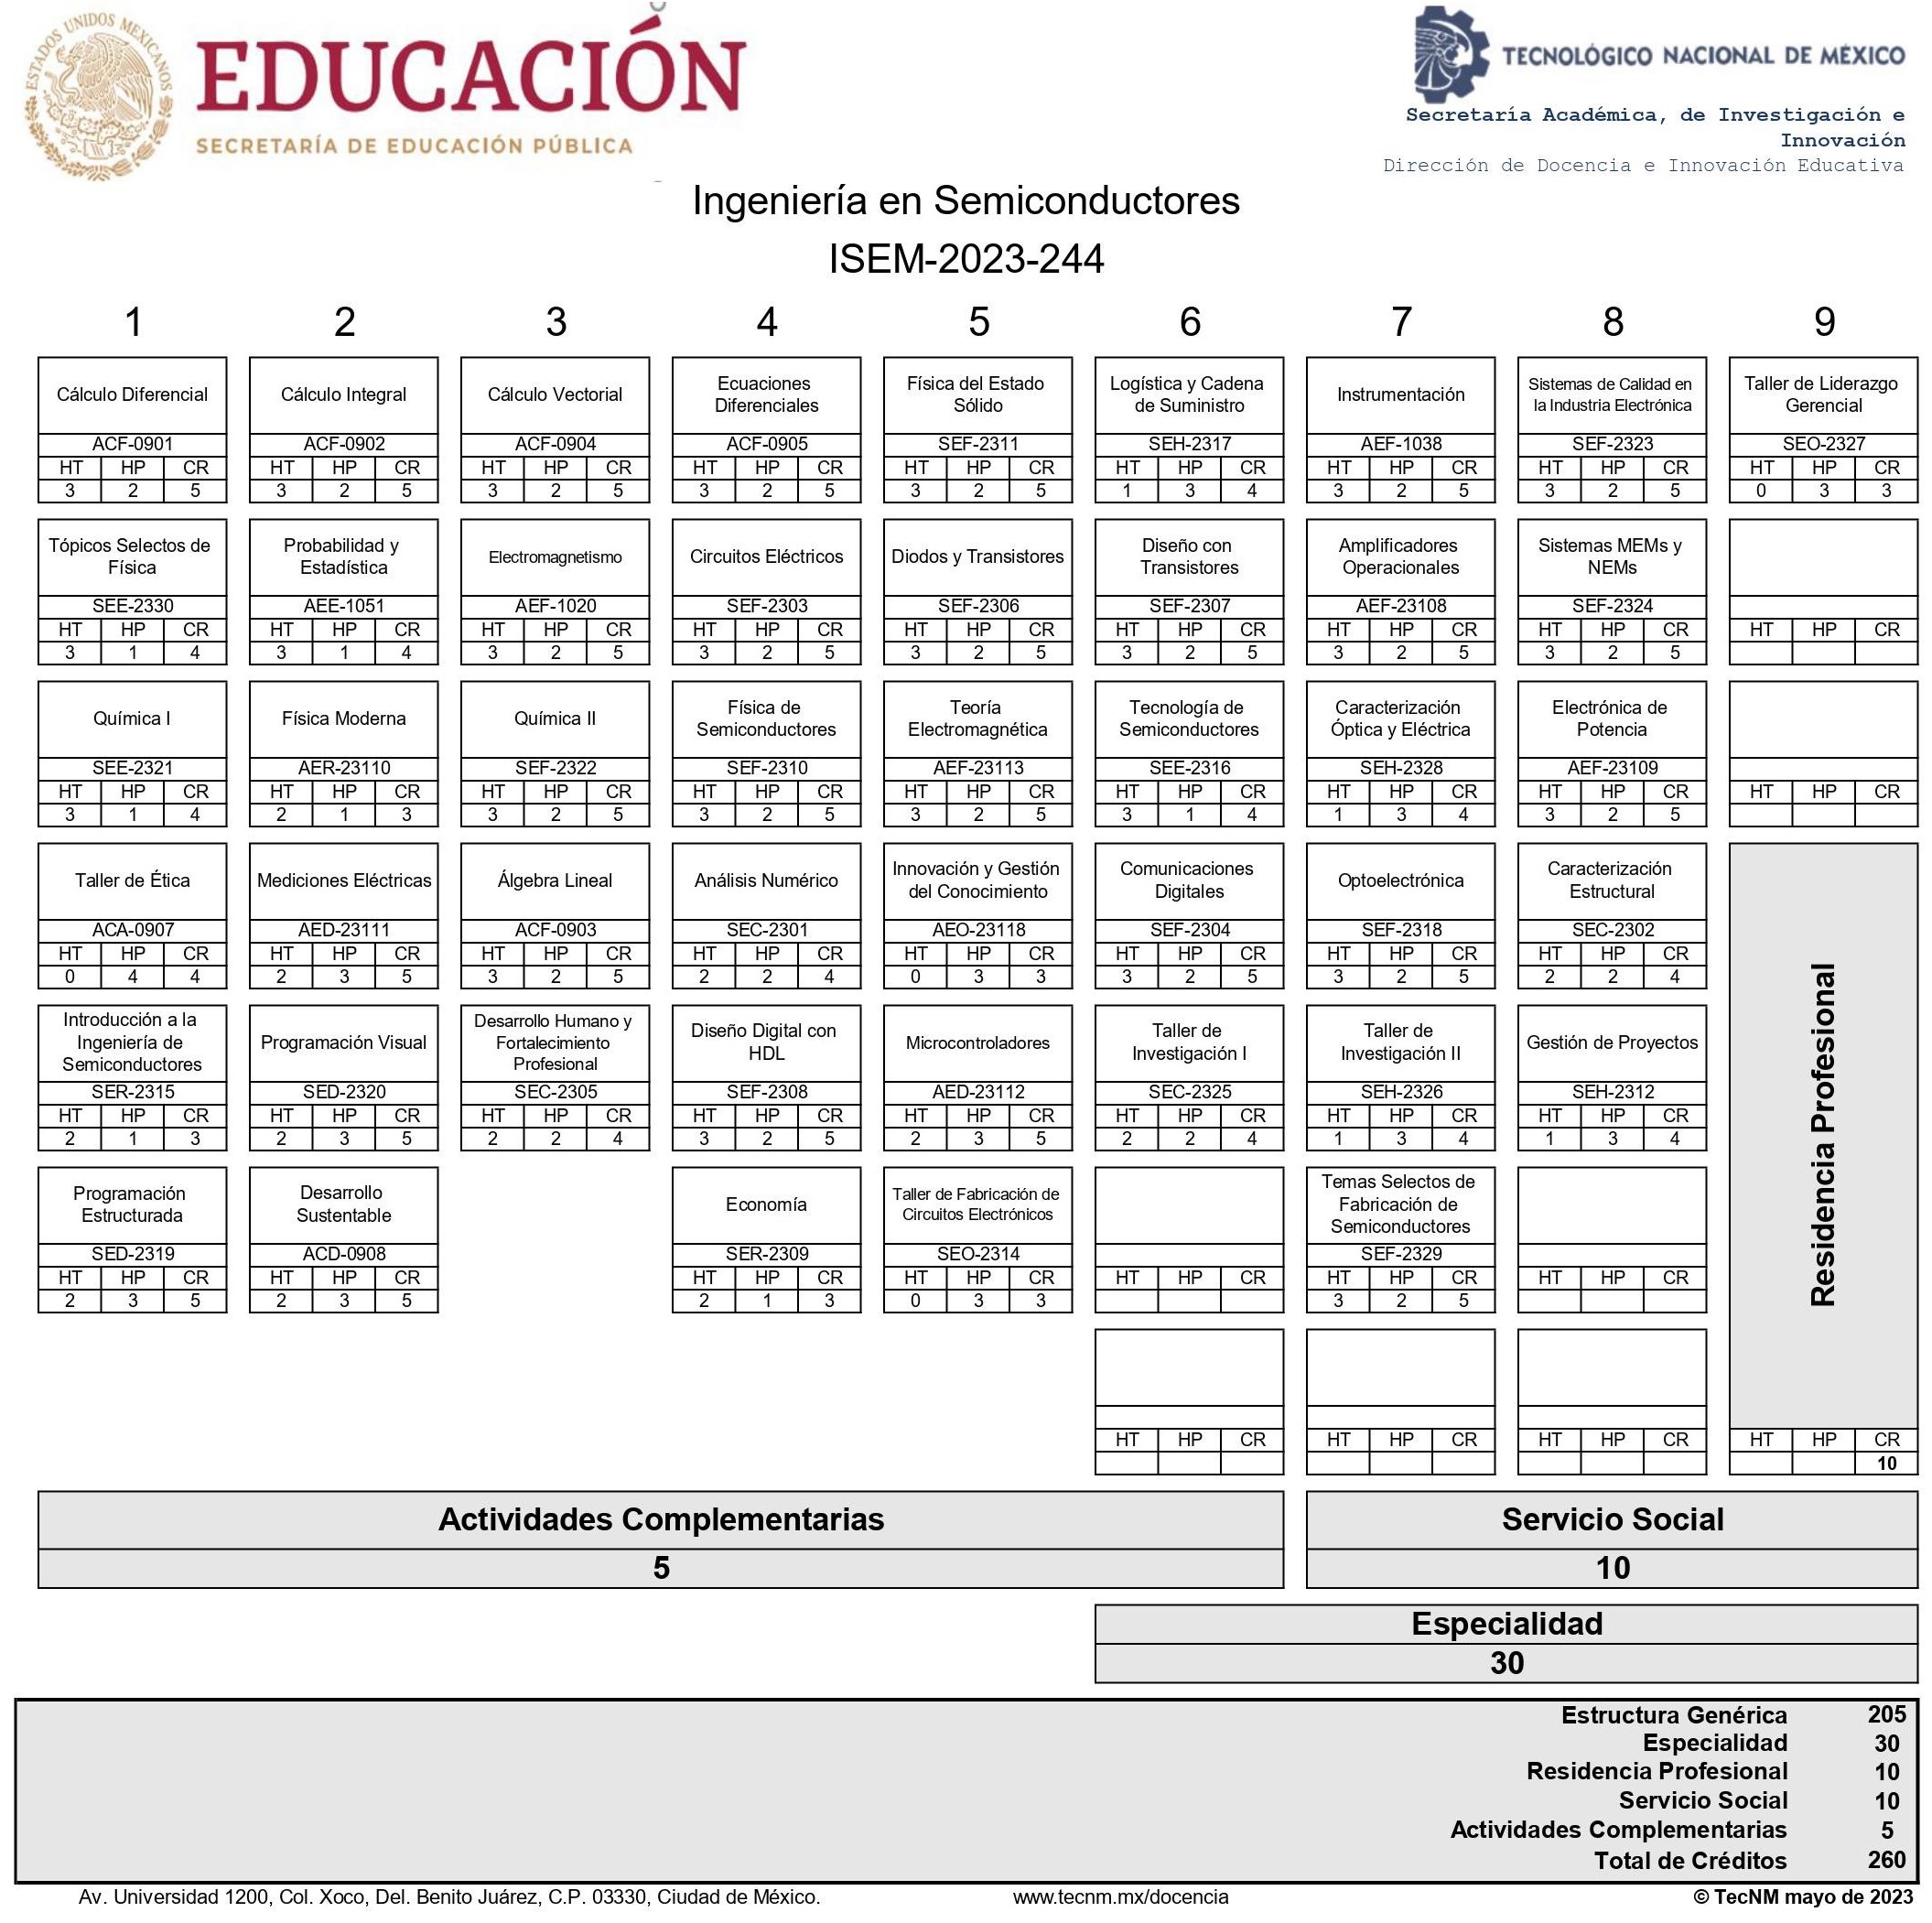 ESTADOS UNIDOS MEXICANOS
EDUCACIÓN
SECRETARÍA DE EDUCACIÓN PÚBLICA
TECNOLÓGICO NACIONAL DE MÉXICO
Secretaría Académica, de Investigación e
Innovación
Dirección de Docencia e Innovación Educativa
Ingeniería en Semiconductores
ISEM-2023-244
1 2 3 4 5 6 7 8 9
Cálculo Diferencial
ACF-0901
HT HP CR
3 2 5
Cálculo Integral
ACF-0902
HT HP CR
3 2 5
Cálculo Vectorial
ACF-0904
HT HP CR
3 2 5
Ecuaciones
Diferenciales
ACF-0905
HT HP CR
3 2 5
Física del Estado
Sólido
SEF-2311
HT HP CR
3 2 5
Logística y Cadena
de Suministro
SEH-2317
HT HP CR
1 3 4
Instrumentación
AEF-1038
HT HP CR
3 2 5
Sistemas de Calidad en
la Industria Electrónica
SEF-2323
HT HP CR
3 2 5
Taller de Liderazgo
Gerencial
SEO-2327
HT HP CR
0 3 3
Tópicos Selectos de
Física
SEE-2330
HT HP CR
3 1 4
Probabilidad y
Estadística
AEE-1051
HT HP CR
3 1 4
Electromagnetismo
AEF-1020
HT HP CR
3 2 5
Circuitos Eléctricos
SEF-2303
HT HP CR
3 2 5
Diodos y Transistores
SEF-2306
HT HP CR
3 2 5
Diseño con
Transistores
SEF-2307
HT HP CR
3 2 5
Amplificadores
Operacionales
AEF-23108
HT HP CR
3 2 5
Sistemas MEMs y
NEMs
SEF-2324
HT HP CR
3 2 5
HT HP CR
Química I
SEE-2321
HT HP CR
3 1 4
Física Moderna
AER-23110
HT HP CR
2 1 3
Química II
SEF-2322
HT HP CR
3 2 5
Física de
Semiconductores
SEF-2310
HT HP CR
3 2 5
Teoría
Electromagnética
AEF-23113
HT HP CR
3 2 5
Tecnología de
Semiconductores
SEE-2316
HT HP CR
3 1 4
Caracterización
Óptica y Eléctrica
SEH-2328
HT HP CR
1 3 4
Electrónica de
Potencia
AEF-23109
HT HP CR
3 2 5
HT HP CR
Taller de Ética
ACA-0907
HT HP CR
0 4 4
Mediciones Eléctricas
AED-23111
HT HP CR
2 3 5
Álgebra Lineal
ACF-0903
HT HP CR
3 2 5
Análisis Numérico
SEC-2301
HT HP CR
2 2 4
Innovación y Gestión
del Conocimiento
AEO-23118
HT HP CR
0 3 3
Comunicaciones
Digitales
SEF-2304
HT HP CR
3 2 5
Optoelectrónica
SEF-2318
HT HP CR
3 2 5
Caracterización
Estructural
SEC-2302
HT HP CR
2 2 4
Residencia Profesional
HT HP CR
10
Introducción a la
Ingeniería de
Semiconductores
SER-2315
HT HP CR
2 1 3
Programación Visual
SED-2320
HT HP CR
2 3 5
Desarrollo Humano y
Fortalecimiento
Profesional
SEC-2305
HT HP CR
2 2 4
Diseño Digital con
HDL
SEF-2308
HT HP CR
3 2 5
Microcontroladores
AED-23112
HT HP CR
2 3 5
Taller de
Investigación I
SEC-2325
HT HP CR
2 2 4
Taller de
Investigación II
SEH-2326
HT HP CR
1 3 4
Gestión de Proyectos
SEH-2312
HT HP CR
1 3 4
Programación
Estructurada
SED-2319
HT HP CR
2 3 5
Desarrollo
Sustentable
ACD-0908
HT HP CR
2 3 5
Economía
SER-2309
HT HP CR
2 1 3
Taller de Fabricación de
Circuitos Electrónicos
SEO-2314
HT HP CR
0 3 3
HT HP CR
Temas Selectos de
Fabricación de
Semiconductores
SEF-2329
HT HP CR
3 2 5
HT HP CR
HT HP CR
HT HP CR
HT HP CR
Actividades Complementarias
5
Servicio Social
10
Especialidad
30
Estructura Genérica 205
Especialidad 30
Residencia Profesional 10
Servicio Social 10
Actividades Complementarias 5
Total de Créditos 260
Av. Universidad 1200, Col. Xoco, Del. Benito Juárez, C.P. 03330, Ciudad de México.
www.tecnm.mx/docencia
© TecNM mayo de 2023